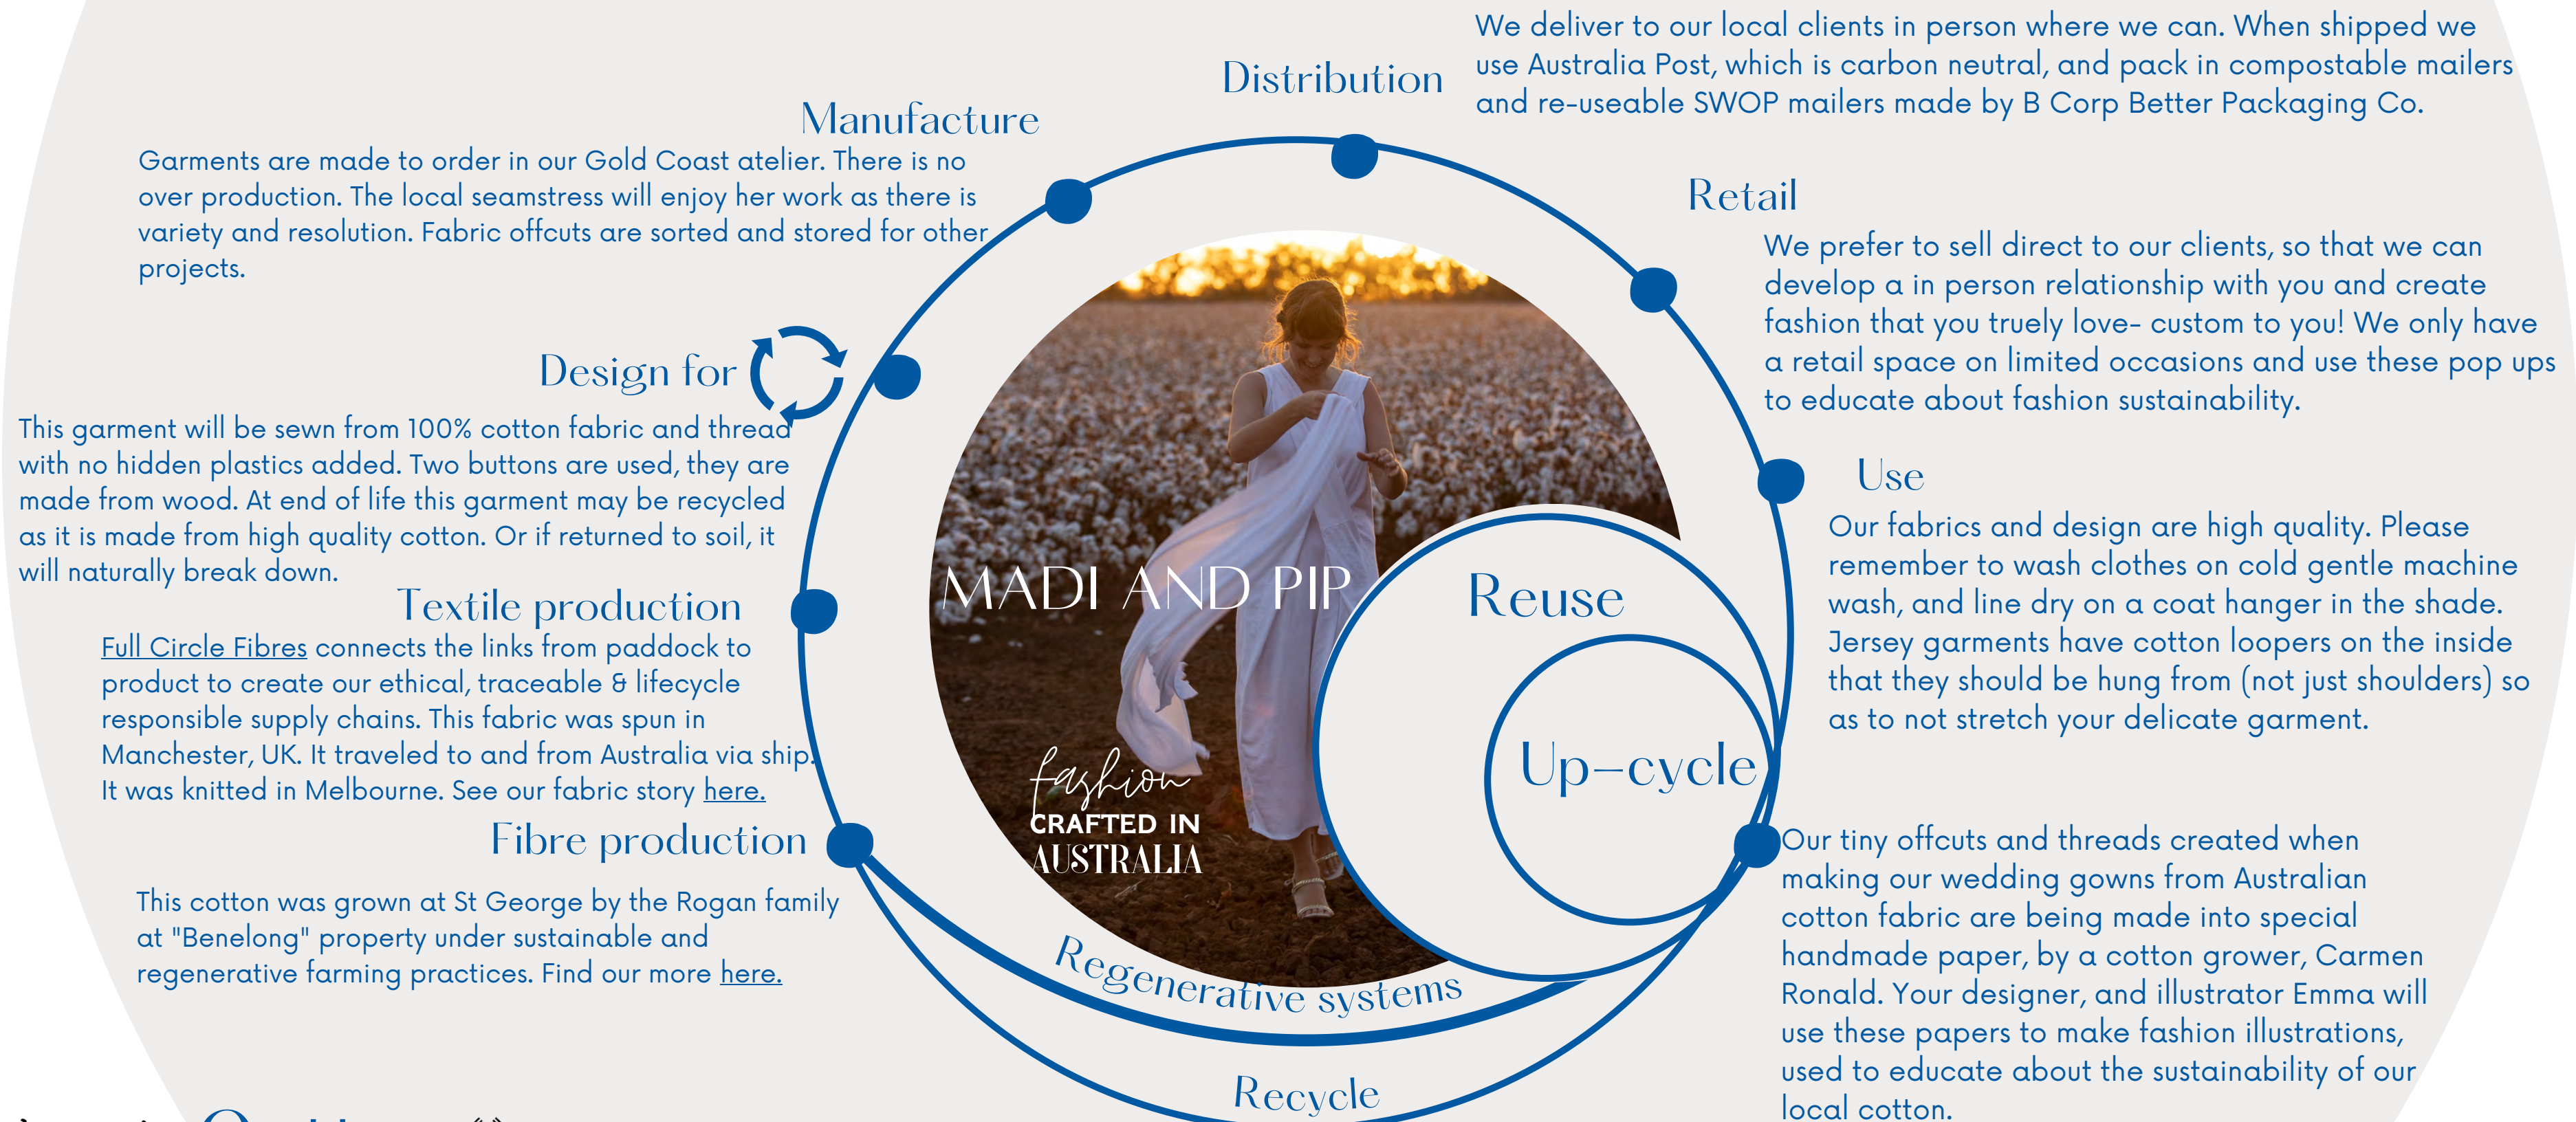 We deliver to our local clients in person where we can. When shipped we
use Australia Post, which is carbon neutral, and pack in compostable mailers
and re-useable SWOP mailers made by B Corp Better Packaging Co.
Distribution
Manufacture
Garments are made to order in our Gold Coast atelier. There is no
over production. The local seamstress will enjoy her work as there is
variety and resolution. Fabric offcuts are sorted and stored for other
projects.
Retail
We prefer to sell direct to our clients, so that we can
develop a in person relationship with you and create
fashion that you truely love- custom to you! We only have
a retail space on limited occasions and use these pop ups
to educate about fashion sustainability.
Design for
This garment will be sewn from 100% cotton fabric and thread
with no hidden plastics added. Two buttons are used, they are
made from wood. At end of life this garment may be recycled
as it is made from high quality cotton. Or if returned to soil, it
will naturally break down.
Use
Our fabrics and design are high quality. Please
remember to wash clothes on cold gentle machine
wash, and line dry on a coat hanger in the shade.
Jersey garments have cotton loopers on the inside
that they should be hung from (not just shoulders) so
as to not stretch your delicate garment.
Textile production
Full Circle Fibres connects the links from paddock to
product to create our ethical, traceable & lifecycle
responsible supply chains. This fabric was spun in
Manchester, UK. It traveled to and from Australia via ship.
It was knitted in Melbourne. See our fabric story here.
MADI AND PIP
Reuse
Up-cycle
fashion
CRAFTED IN
AUSTRALIA
Fibre production
This cotton was grown at St George by the Rogan family
at "Benelong" property under sustainable and
regenerative farming practices. Find our more here.
Our tiny offcuts and threads created when
making our wedding gowns from Australian
cotton fabric are being made into special
handmade paper, by a cotton grower, Carmen
Ronald. Your designer, and illustrator Emma will
use these papers to make fashion illustrations,
used to educate about the sustainability of our
local cotton.
Regenerative systems
Recycle